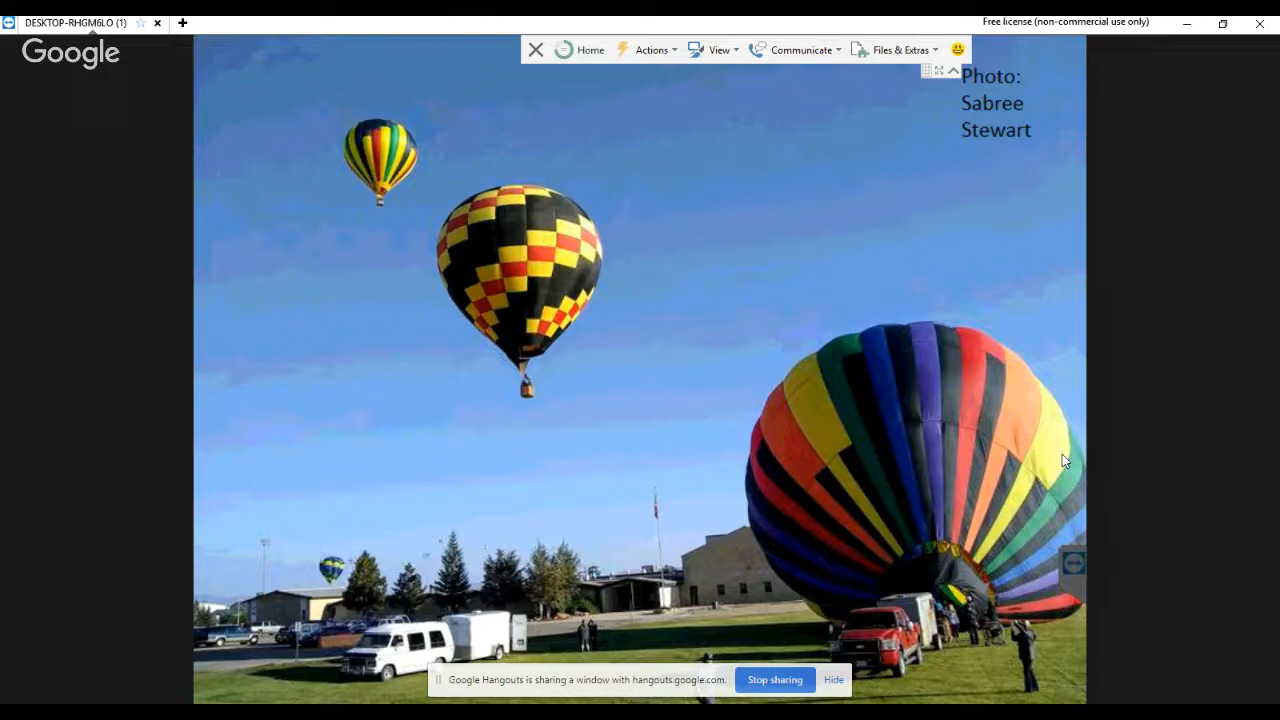 DESKTOP-RHGM6LO (1)
Free license (non-commercial use only)
Google
Home
Actions
View
Communicate
Files & Extras
Photo:
Sabree
Stewart
Google Hangouts is sharing a window with hangouts.google.com.
Stop sharing
Hide